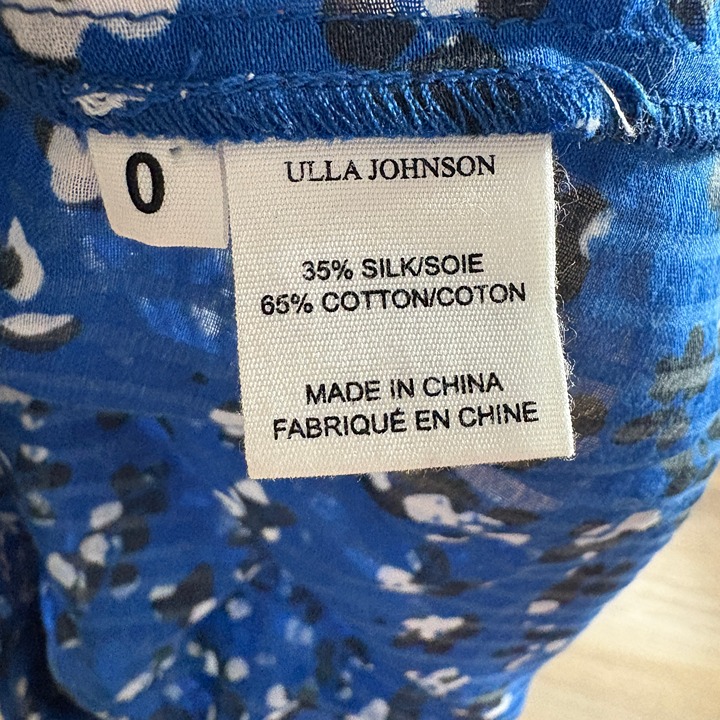 0
ULLA JOHNSON
35% SILK/SOIE
65% COTTON/COTON
MADE IN CHINA
FABRIQUÉ EN CHINE